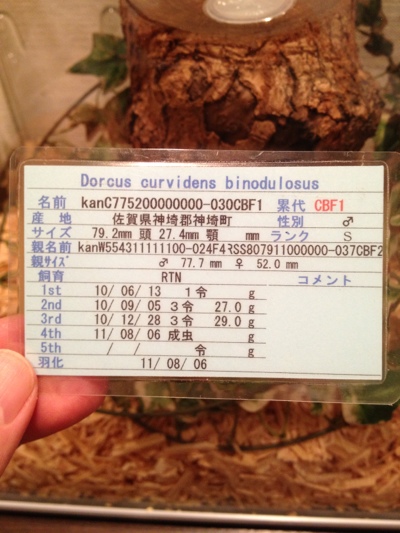 Dorcus curvidens binodulosus
名前 kanC775200000000-030CBF1 累代 CBF1
産 地 佐賀県神埼郡神埼町 性別 ♂
サイズ 79.2mm 頭 27.4mm 顎 mm ランク S
親名前 kanW554311111100-024F4RSS807911000000-037CBF2
親サイズ ♂ 77.7 mm ♀ 52.0 mm
飼育 RTN コメント
1st 10/06/13 1令 g
2nd 10/09/05 3令 27.0 g
3rd 10/12/28 3令 29.0 g
4th 11/08/06 成虫 g
5th / / 令 g
羽化 11/08/06